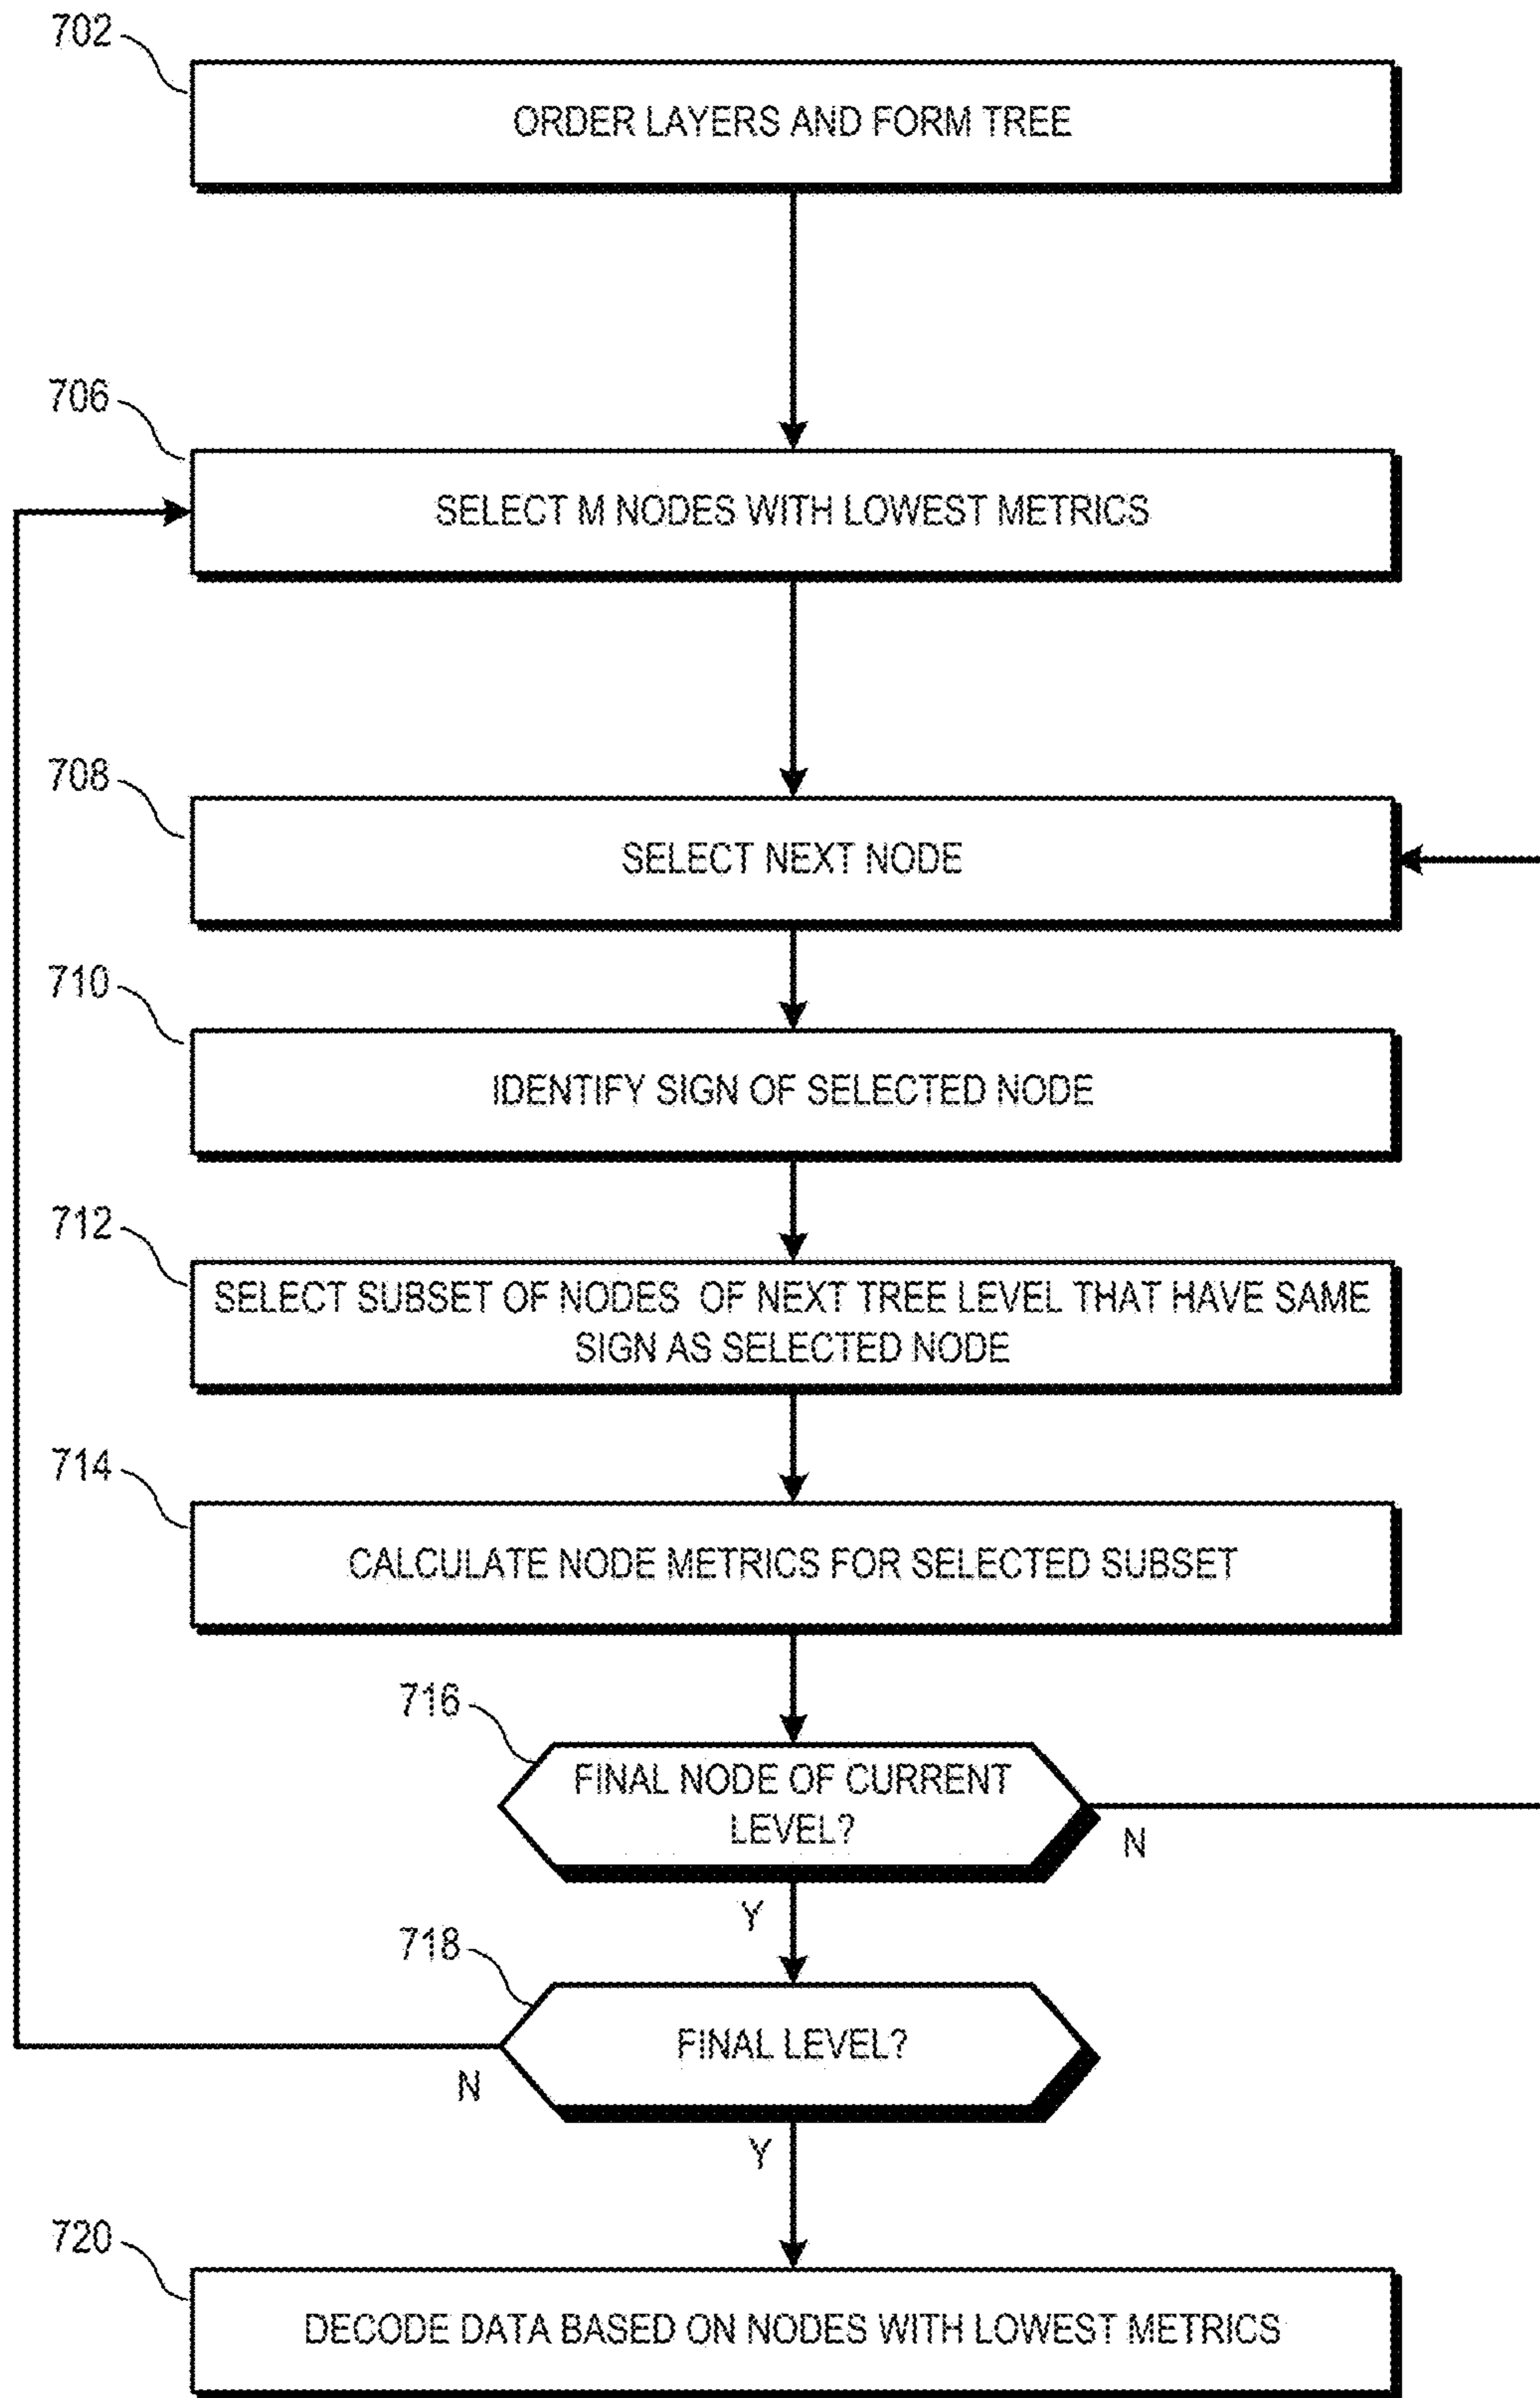 702
ORDER LAYERS AND FORM TREE
706
SELECT M NODES WITH LOWEST METRICS
708
SELECT NEXT NODE
710
IDENTIFY SIGN OF SELECTED NODE
712
SELECT SUBSET OF NODES OF NEXT TREE LEVEL THAT HAVE SAME
SIGN AS SELECTED NODE
714
CALCULATE NODE METRICS FOR SELECTED SUBSET
716
FINAL NODE OF CURRENT
LEVEL?
N
Y
718
FINAL LEVEL?
N
Y
720
DECODE DATA BASED ON NODES WITH LOWEST METRICS